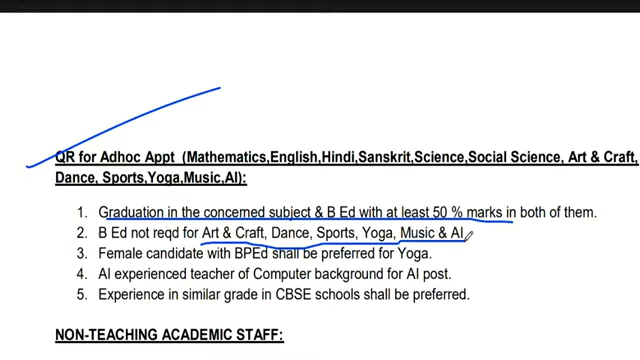 QR for Adhoc Appt (Mathematics,English,Hindi,Sanskrit,Science,Social Science, Art & Craft,
Dance, Sports,Yoga,Music,AI):
1. Graduation in the concerned subject & B Ed with at least 50 % marks in both of them.
2. B Ed not reqd for Art & Craft, Dance, Sports, Yoga, Music & AI
3. Female candidate with BPEd shall be preferred for Yoga.
4. AI experienced teacher of Computer background for AI post.
5. Experience in similar grade in CBSE schools shall be preferred.
NON-TEACHING ACADEMIC STAFF: